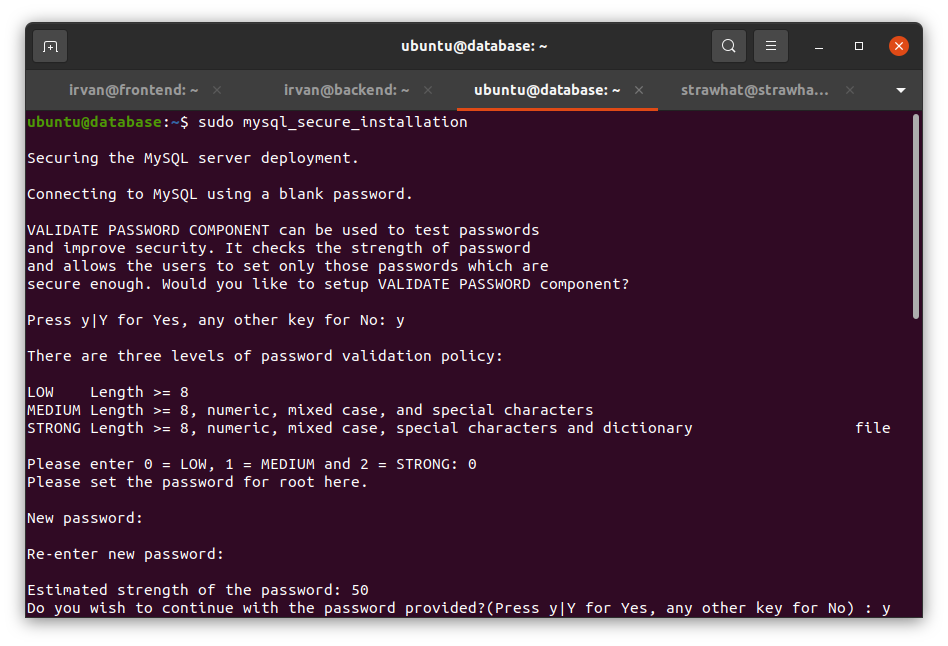 ubuntu@database: ~
irvan@frontend: ~
irvan@backend: ~
ubuntu@database: ~
strawhat@strawha...
ubuntu@database:~$ sudo mysql_secure_installation
Securing the MySQL server deployment.
Connecting to MySQL using a blank password.
VALIDATE PASSWORD COMPONENT can be used to test passwords
and improve security. It checks the strength of password
and allows the users to set only those passwords which are
secure enough. Would you like to setup VALIDATE PASSWORD component?
Press y|Y for Yes, any other key for No: y
There are three levels of password validation policy:
LOW    Length >= 8
MEDIUM Length >= 8, numeric, mixed case, and special characters
STRONG Length >= 8, numeric, mixed case, special characters and dictionary                  file
Please enter 0 = LOW, 1 = MEDIUM and 2 = STRONG: 0
Please set the password for root here.
New password:
Re-enter new password:
Estimated strength of the password: 50
Do you wish to continue with the password provided?(Press y|Y for Yes, any other key for No) : y